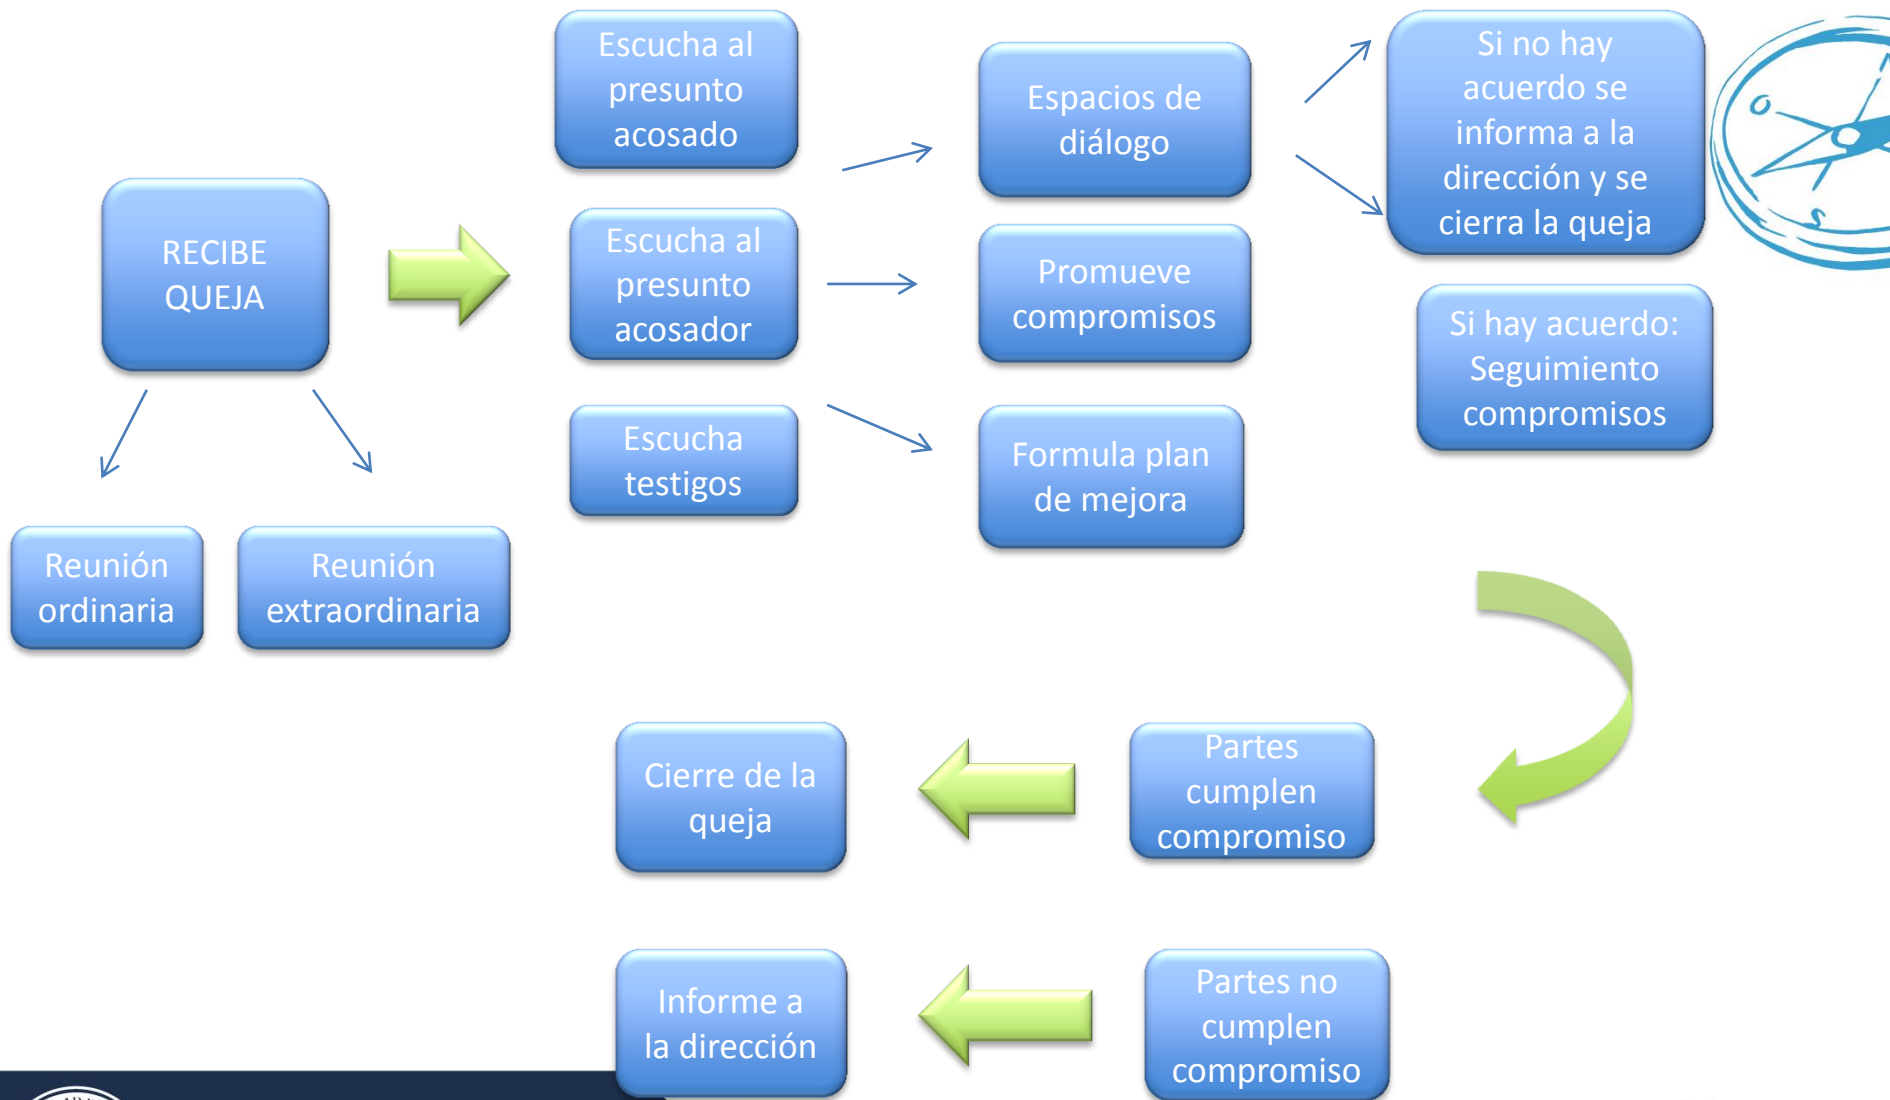 RECIBE
QUEJA
Reunión
ordinaria
Reunión
extraordinaria
Escucha al
presunto
acosado
Escucha al
presunto
acosador
Escucha
testigos
Espacios de
diálogo
Promueve
compromisos
Formula plan
de mejora
Si no hay
acuerdo se
informa a la
dirección y se
cierra la queja
Si hay acuerdo:
Seguimiento
compromisos
O
S
Partes
cumplen
compromiso
Cierre de la
queja
Partes no
cumplen
compromiso
Informe a
la dirección